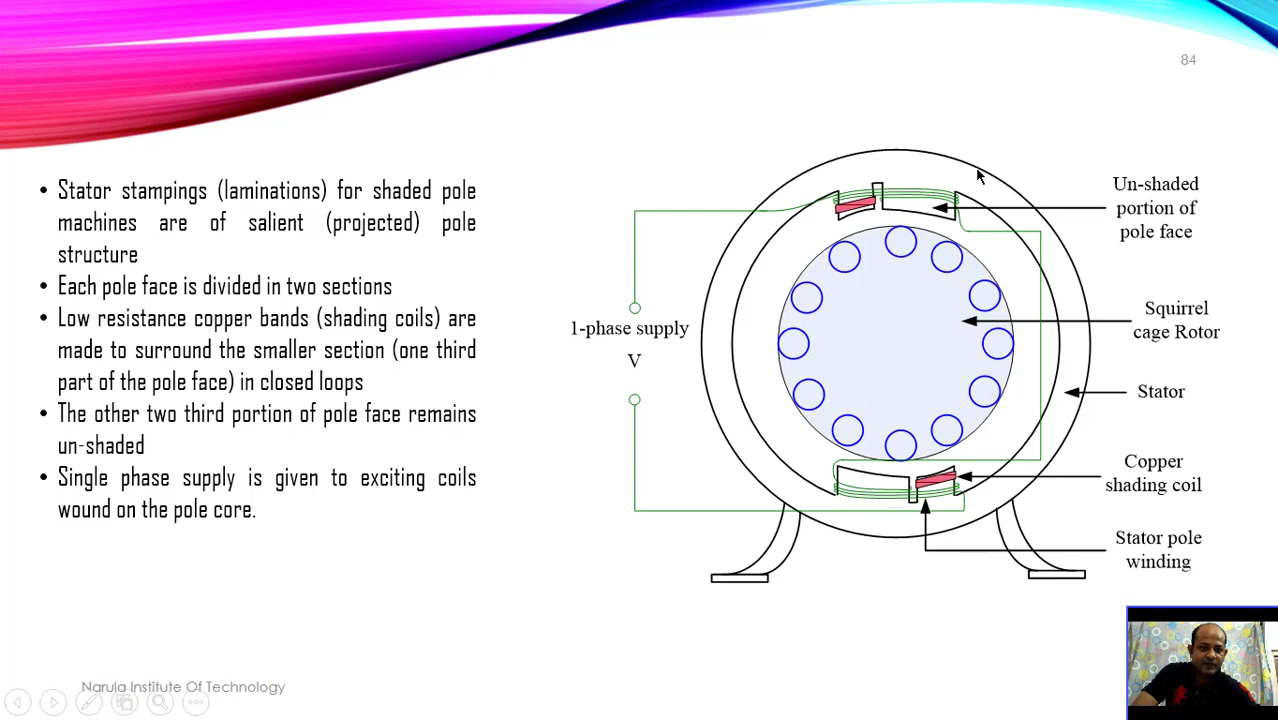 84
• Stator stampings (laminations) for shaded pole
machines are of salient (projected) pole
structure
• Each pole face is divided in two sections
• Low resistance copper bands (shading coils) are
made to surround the smaller section (one third
part of the pole face) in closed loops
• The other two third portion of pole face remains
un-shaded
• Single phase supply is given to exciting coils
wound on the pole core.
1-phase supply
V
Un-shaded
portion of
pole face
Squirrel
cage Rotor
Stator
Copper
shading coil
Stator pole
winding
Narula Institute Of Technology